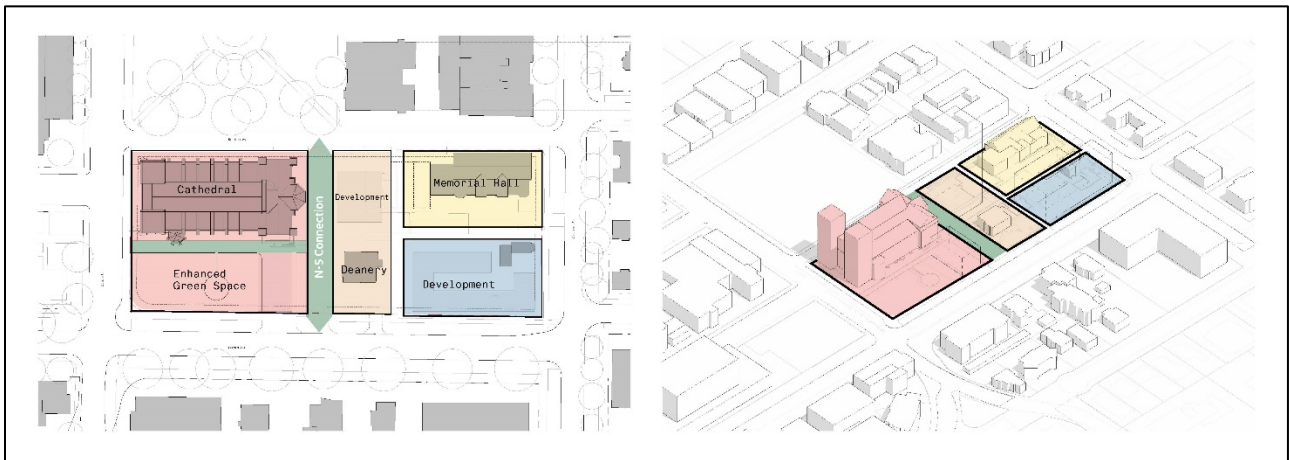 Cathedral
Development
Memorial Hall
N-S Connection
Enhanced
Green Space
Deanery
Development